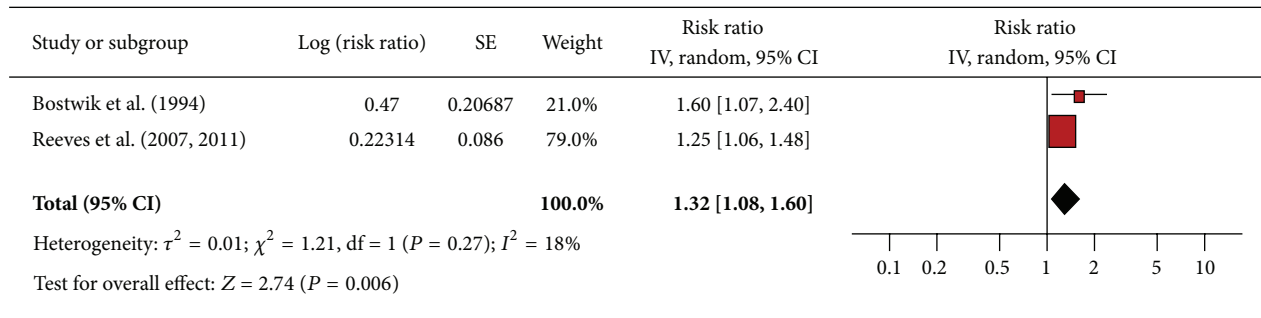 Study or subgroup Log (risk ratio) SE Weight Risk ratio IV, random, 95% CI Risk ratio IV, random, 95% CI
Bostwik et al. (1994) 0.47 0.20687 21.0% 1.60 [1.07, 2.40]
Reeves et al. (2007, 2011) 0.22314 0.086 79.0% 1.25 [1.06, 1.48]
Total (95% CI) 100.0% 1.32 [1.08, 1.60]
Heterogeneity: τ² = 0.01; χ² = 1.21, df = 1 (P = 0.27); I² = 18%
Test for overall effect: Z = 2.74 (P = 0.006)
0.1 0.2 0.5 1 2 5 10